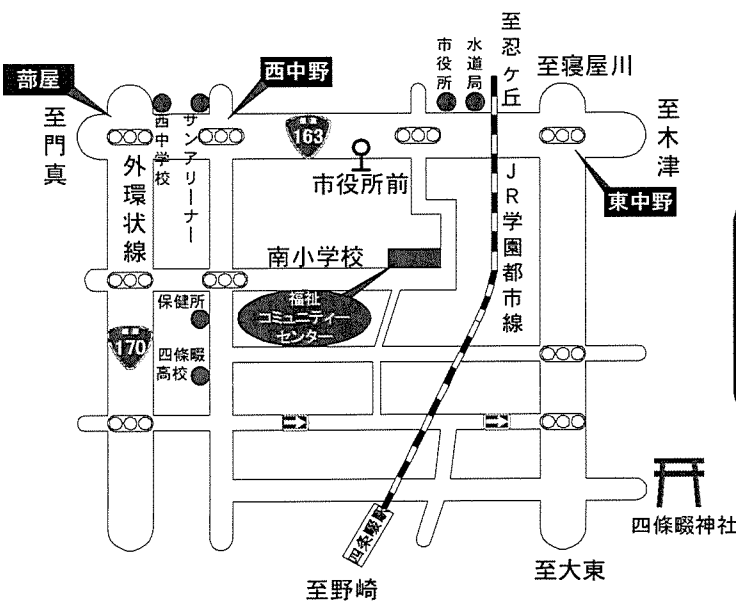 至忍ケ丘
市役所
水道局
至寝屋川
蔀屋
西中野
至門真
西中学校
サンアリーナー
163
市役所前
至木津
東中野
外環状線
JR学園都市線
南小学校
保健所
福祉
コミュニティー
センター
170
四條畷
高校
四条畷駅
四條畷神社
至野崎
至大東